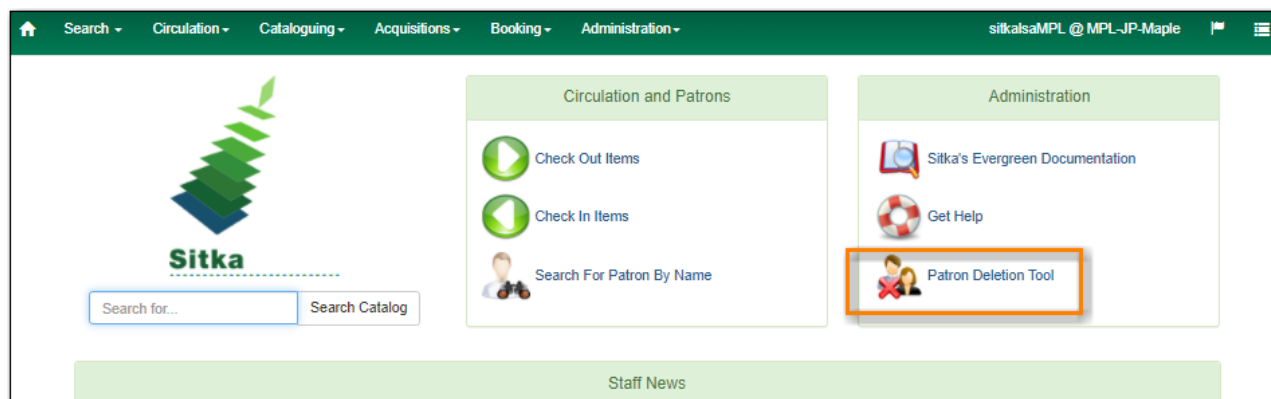 Search Circulation Cataloguing Acquisitions Booking Administration sitkalsaMPL @ MPL-JP-Maple
Sitka
Search for... Search Catalog
Circulation and Patrons
Check Out Items
Check In Items
Search For Patron By Name
Administration
Sitka's Evergreen Documentation
Get Help
Patron Deletion Tool
Staff News